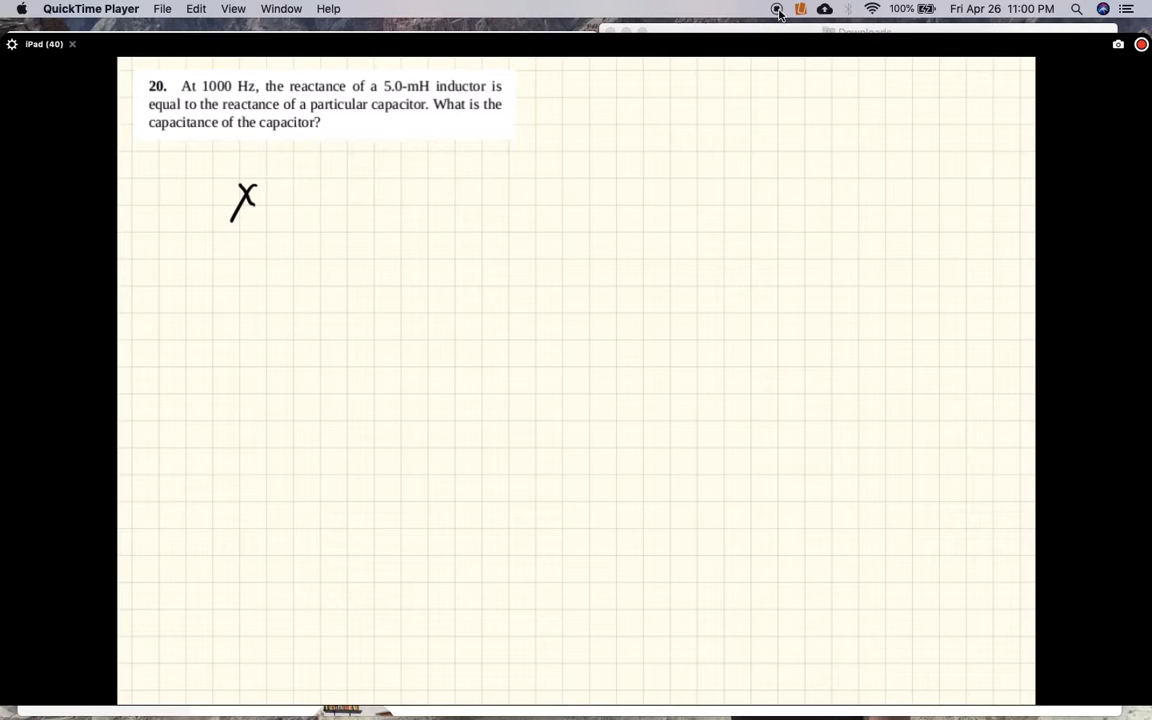 QuickTime Player File Edit View Window Help 100% Fri Apr 26 11:00 PM
Downloads
iPad (40)
20. At 1000 Hz, the reactance of a 5.0-mH inductor is
equal to the reactance of a particular capacitor. What is the
capacitance of the capacitor?
X